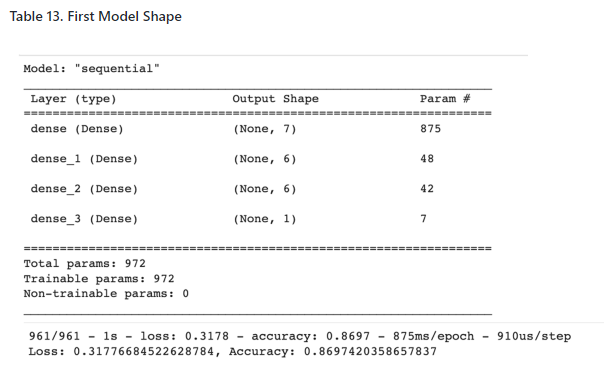 Table 13. First Model Shape
Model: "sequential"
Layer (type) Output Shape Param #
dense (Dense) (None, 7) 875
dense_1 (Dense) (None, 6) 48
dense_2 (Dense) (None, 6) 42
dense_3 (Dense) (None, 1) 7
Total params: 972
Trainable params: 972
Non-trainable params: 0
961/961 - 1s - loss: 0.3178 - accuracy: 0.8697 - 875ms/epoch - 910us/step
Loss: 0.31776684522628784, Accuracy: 0.8697420358657837